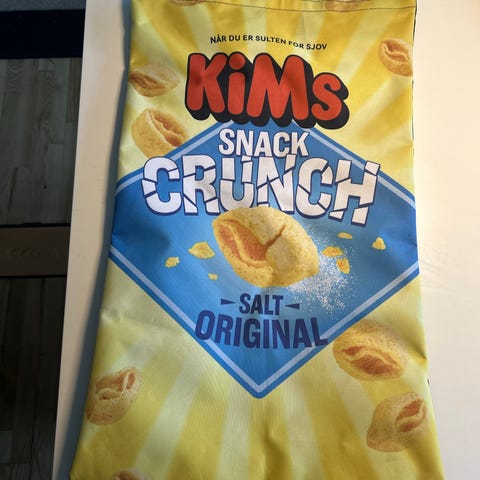 NÅR DU ER SULTEN FOR SJOV
KiMs
SNACK
CRUNCH
SALT
ORIGINAL